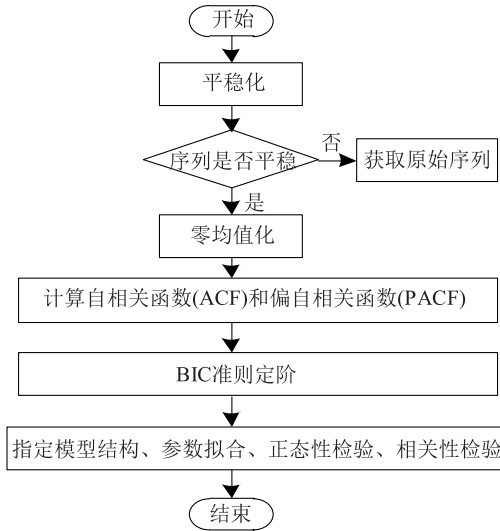 开始
平稳化
序列是否平稳
否
获取原始序列
是
零均值化
计算自相关函数(ACF)和偏自相关函数(PACF)
BIC准则定阶
指定模型结构、参数拟合、正态性检验、相关性检验
结束